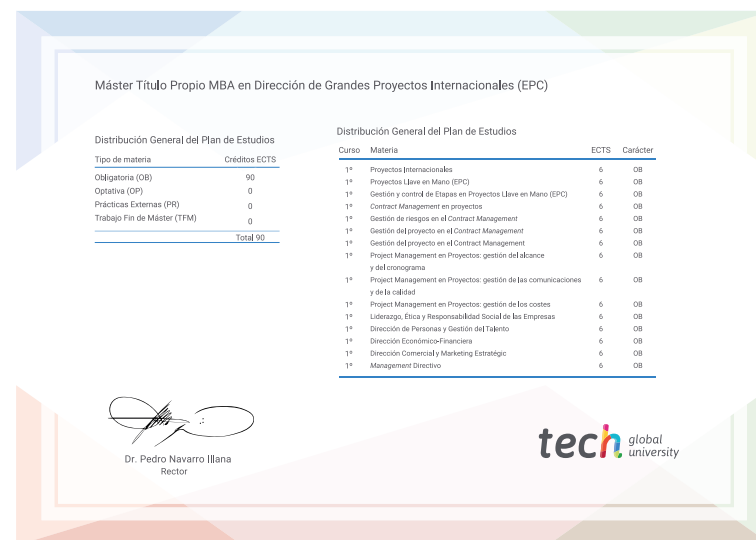 Máster Título Propio MBA en Dirección de Grandes Proyectos Internacionales (EPC)
Distribución General del Plan de Estudios
Tipo de materia Créditos ECTS
Obligatoria (OB) 90
Optativa (OP) 0
Prácticas Externas (PR) 0
Trabajo Fin de Máster (TFM) 0
Total 90
Distribución General del Plan de Estudios
Curso Materia ECTS Carácter
1º Proyectos Internacionales 6 OB
1º Proyectos Llave en Mano (EPC) 6 OB
1º Gestión y control de Etapas en Proyectos Llave en Mano (EPC) 6 OB
1º Contract Management en proyectos 6 OB
1º Gestión de riesgos en el Contract Management 6 OB
1º Gestión del proyecto en el Contract Management 6 OB
1º Gestión del proyecto en el Contract Management 6 OB
1º Project Management en Proyectos: gestión del alcance 6 OB
y del cronograma
1º Project Management en Proyectos: gestión de las comunicaciones 6 OB
y de la calidad
1º Project Management en Proyectos: gestión de los costes 6 OB
1º Liderazgo, Ética y Responsabilidad Social de las Empresas 6 OB
1º Dirección de Personas y Gestión del Talento 6 OB
1º Dirección Económico-Financiera 6 OB
1º Dirección Comercial y Marketing Estratégic 6 OB
1º Management Directivo 6 OB
Dr. Pedro Navarro Illana
Rector
tech global
university